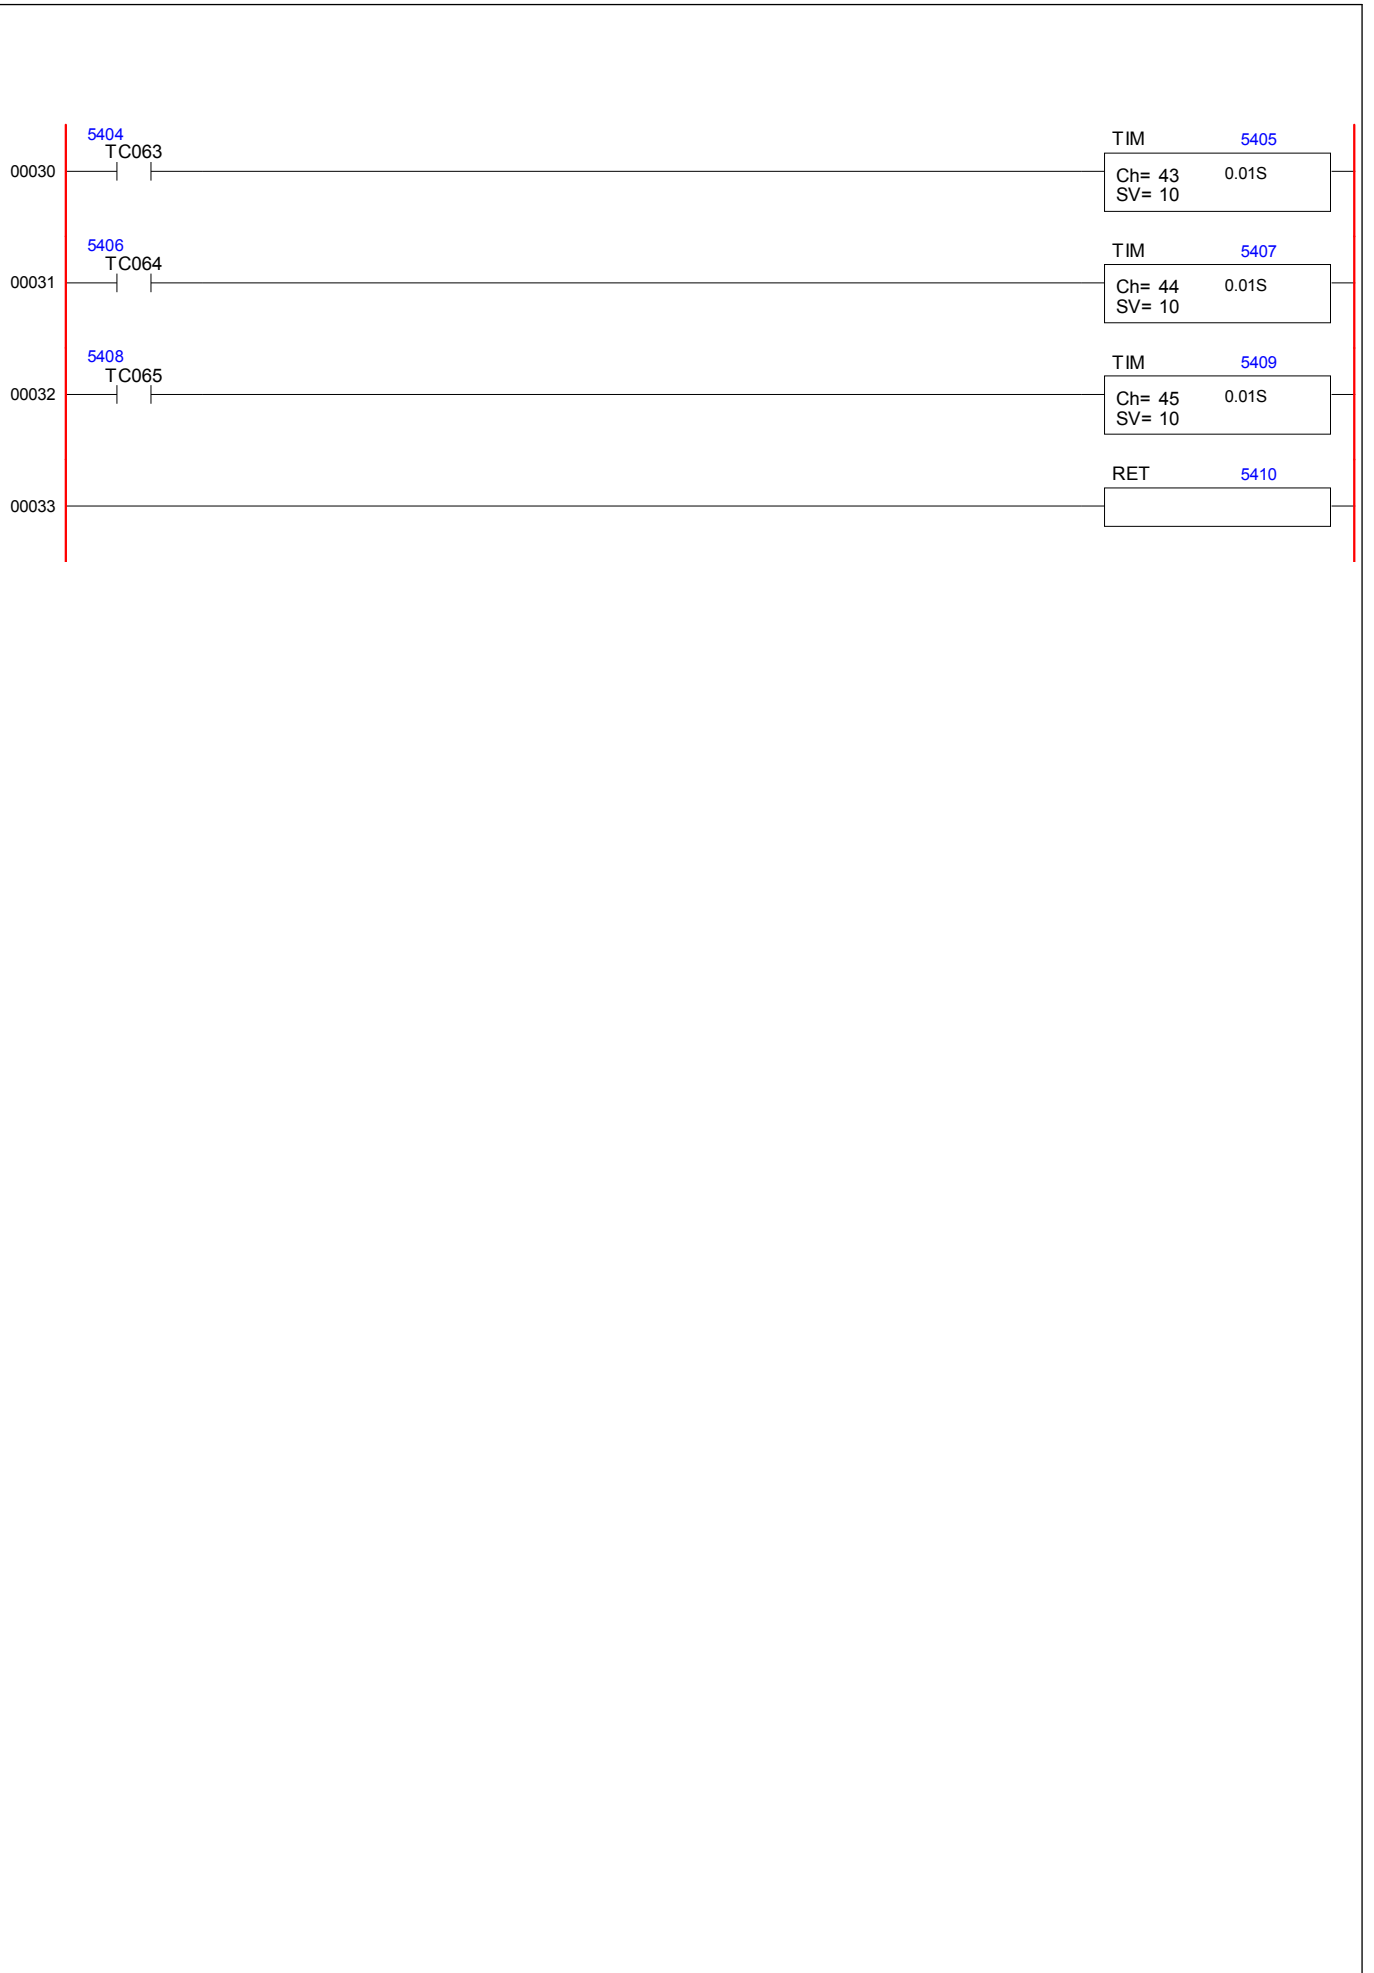 5404
TC063
TIM 5405
00030
Ch= 43 0.01S
SV= 10
5406
TC064
TIM 5407
00031
Ch= 44 0.01S
SV= 10
5408
TC065
TIM 5409
00032
Ch= 45 0.01S
SV= 10
RET 5410
00033